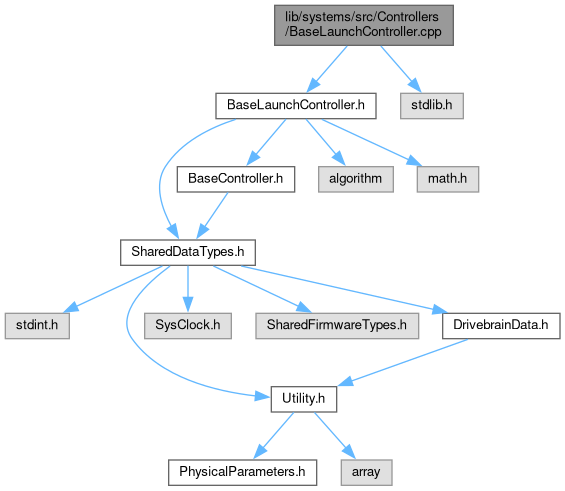 lib/systems/src/Controllers
/BaseLaunchController.cpp
BaseLaunchController.h
stdlib.h
BaseController.h
algorithm
math.h
SharedDataTypes.h
stdint.h
SysClock.h
SharedFirmwareTypes.h
DrivebrainData.h
Utility.h
PhysicalParameters.h
array